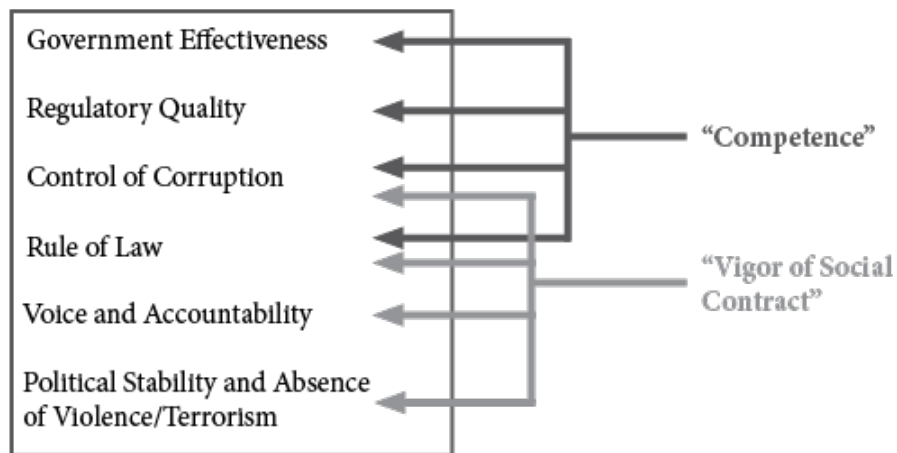 Government Effectiveness
Regulatory Quality
Control of Corruption
Rule of Law
Voice and Accountability
Political Stability and Absence
of Violence/Terrorism
“Competence”
“Vigor of Social
Contract”